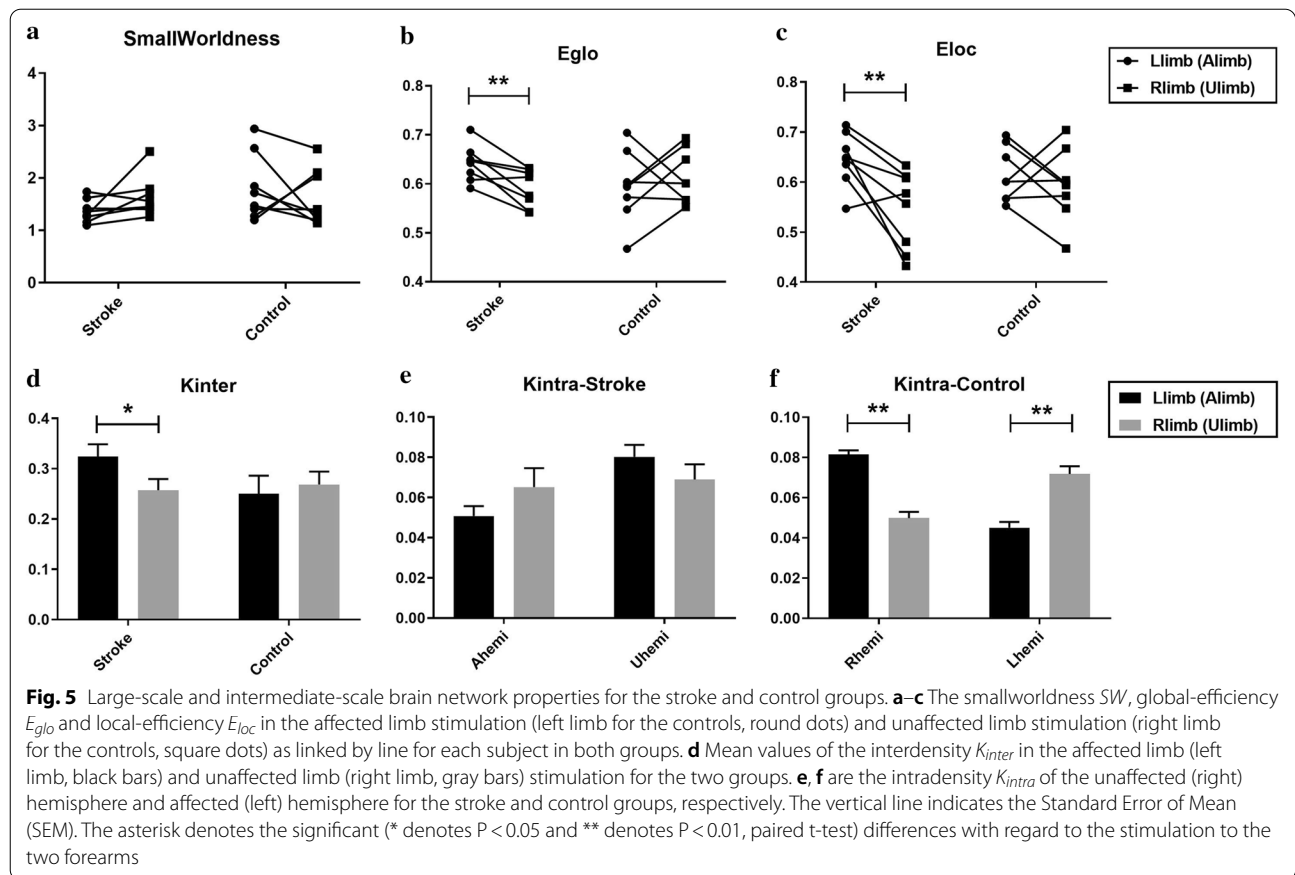 a
SmallWorldness
4
3
2
1
0
Stroke
Control
b
Eglo
**
0.8
0.7
0.6
0.5
0.4
Stroke
Control
c
Eloc
**
0.8
0.7
0.6
0.5
0.4
Stroke
Control
Llimb (Alimb)
Rlimb (Ulimb)
d
Kinter
*
0.4
0.3
0.2
0.1
0.0
Stroke
Control
e
Kintra-Stroke
0.10
0.08
0.06
0.04
0.02
0.00
Ahemi
Uhemi
f
Kintra-Control
** **
0.10
0.08
0.06
0.04
0.02
0.00
Rhemi
Lhemi
Llimb (Alimb)
Rlimb (Ulimb)
Fig. 5 Large-scale and intermediate-scale brain network properties for the stroke and control groups. a–c The smallworldness SW, global-efficiency
Eglo and local-efficiency Eloc in the affected limb stimulation (left limb for the controls, round dots) and unaffected limb stimulation (right limb
for the controls, square dots) as linked by line for each subject in both groups. d Mean values of the interdensity Kinter in the affected limb (left
limb, black bars) and unaffected limb (right limb, gray bars) stimulation for the two groups. e, f are the intradensity Kintra of the unaffected (right)
hemisphere and affected (left) hemisphere for the stroke and control groups, respectively. The vertical line indicates the Standard Error of Mean
(SEM). The asterisk denotes the significant (* denotes P < 0.05 and ** denotes P < 0.01, paired t-test) differences with regard to the stimulation to the
two forearms